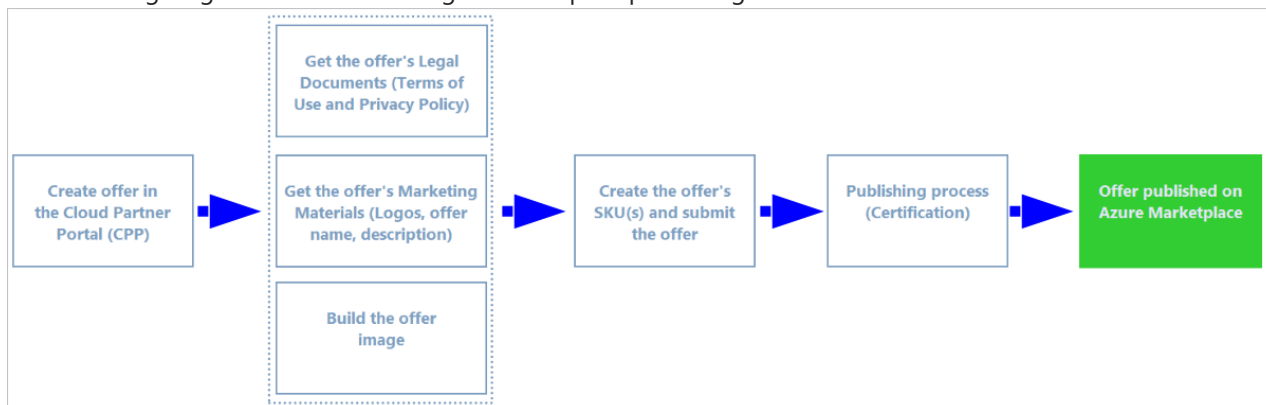 Create offer in
the Cloud Partner
Portal (CPP)
Get the offer's Legal
Documents (Terms of
Use and Privacy Policy)
Get the offer's Marketing
Materials (Logos, offer
name, description)
Build the offer
image
Create the offer's
SKU(s) and submit
the offer
Publishing process
(Certification)
Offer published on
Azure Marketplace